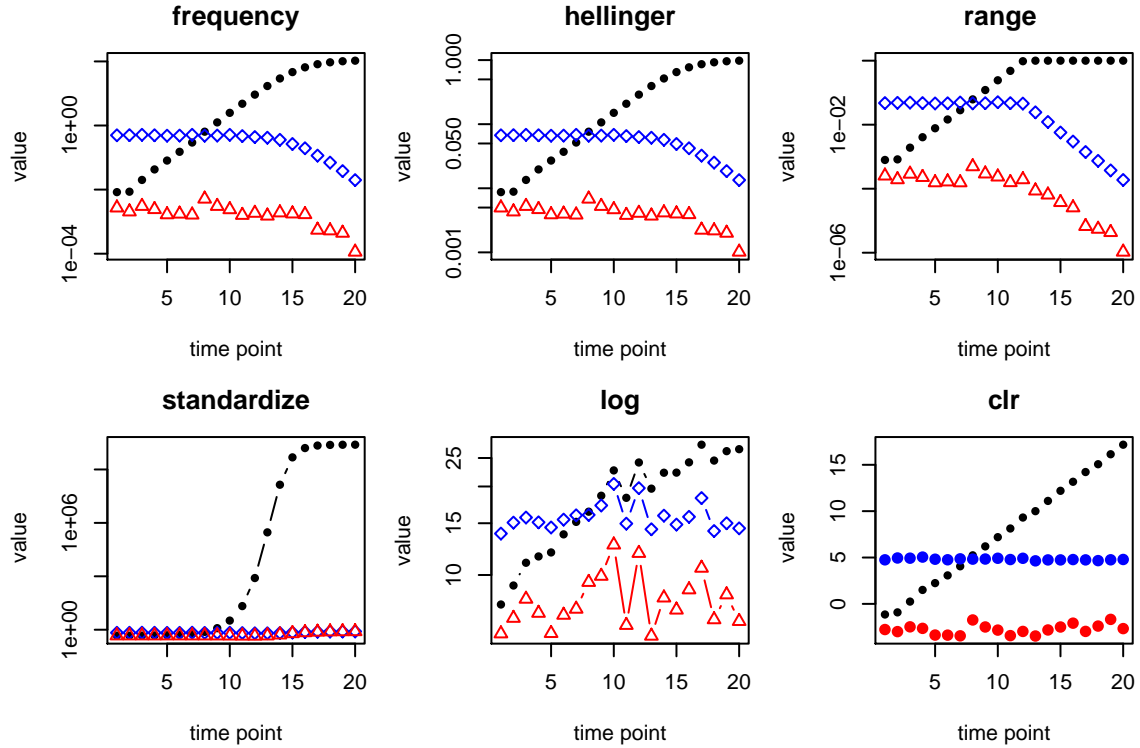 frequency
value
1e-04 1e+00
5 10 15 20
time point
hellinger
value
0.001 0.050 1.000
5 10 15 20
time point
range
value
1e-06 1e-02
5 10 15 20
time point
standardize
value
1e+00 1e+06
5 10 15 20
time point
log
value
10 15 25
5 10 15 20
time point
clr
value
0 5 10 15
5 10 15 20
time point